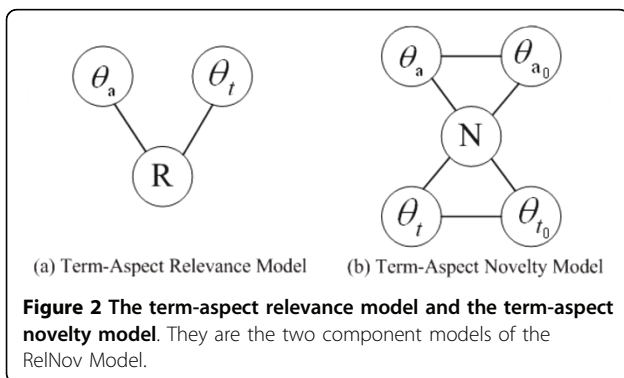 θₐ θₜ
R
θₐ θₐ₀
N
θₜ θₜ₀
(a) Term-Aspect Relevance Model (b) Term-Aspect Novelty Model
Figure 2 The term-aspect relevance model and the term-aspect
novelty model. They are the two component models of the
RelNov Model.